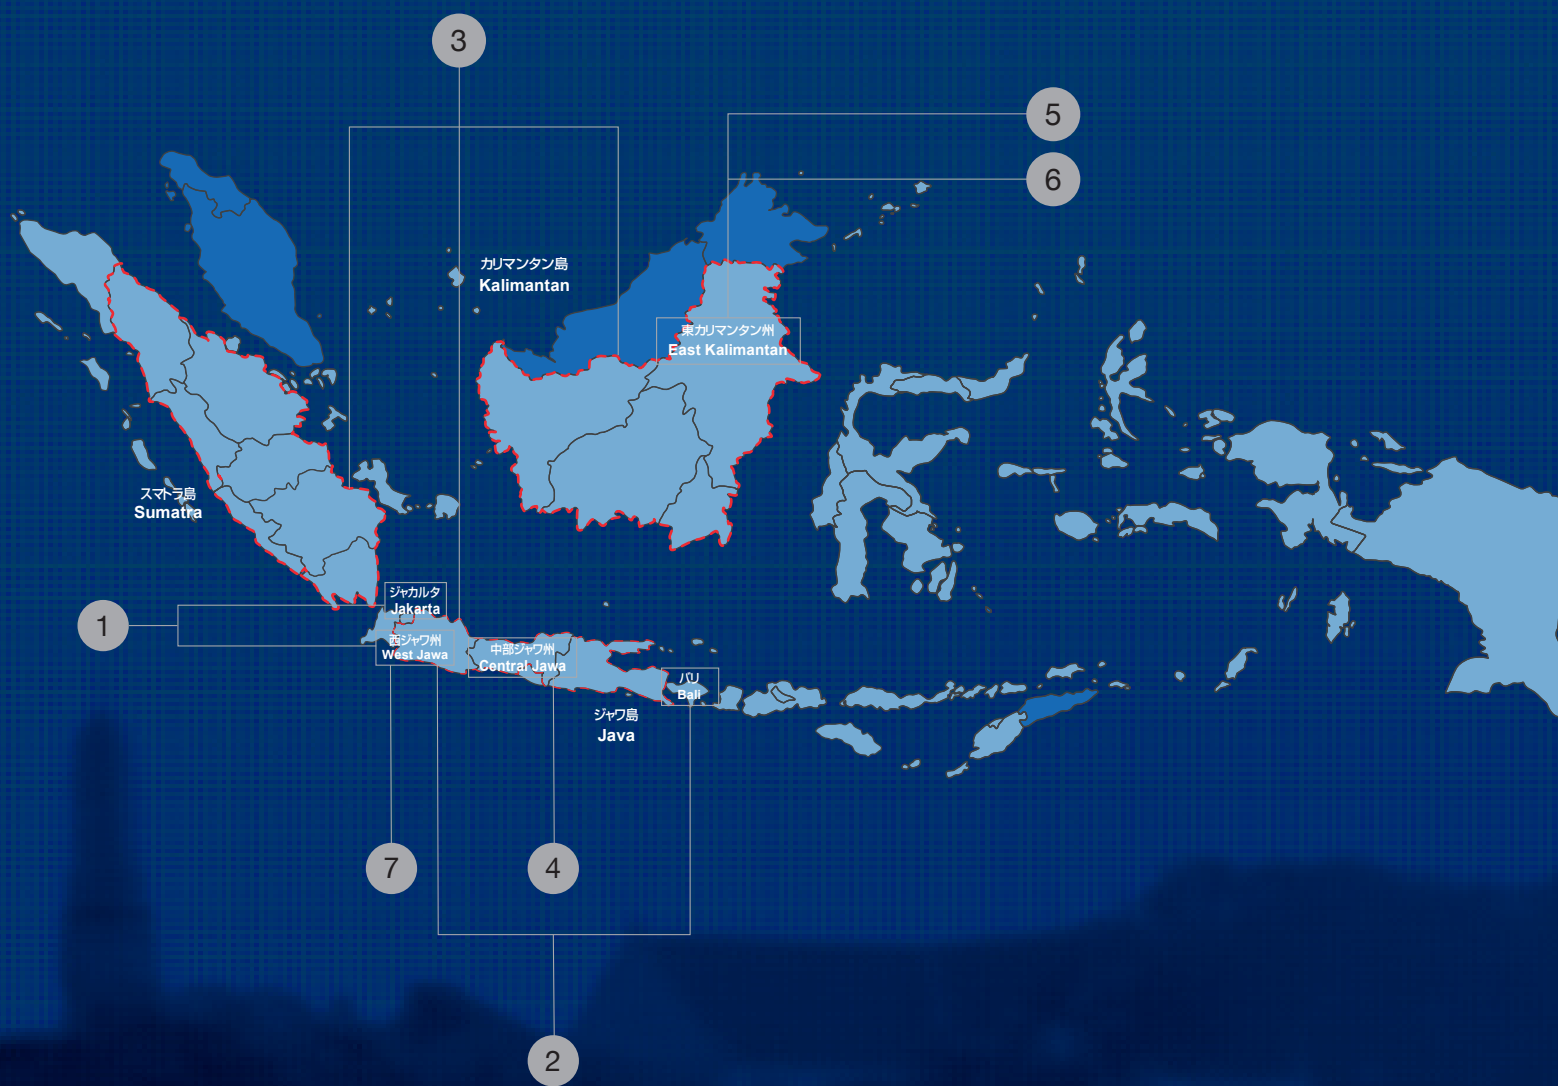 3
5
6
カリマンタン島
Kalimantan
東カリマンタン州
East Kalimantan
スマトラ島
Sumatra
ジャカルタ
Jakarta
1
西ジャワ州
West Jawa
中部ジャワ州
Central Jawa
バリ
Bali
ジャワ島
Java
7
4
2